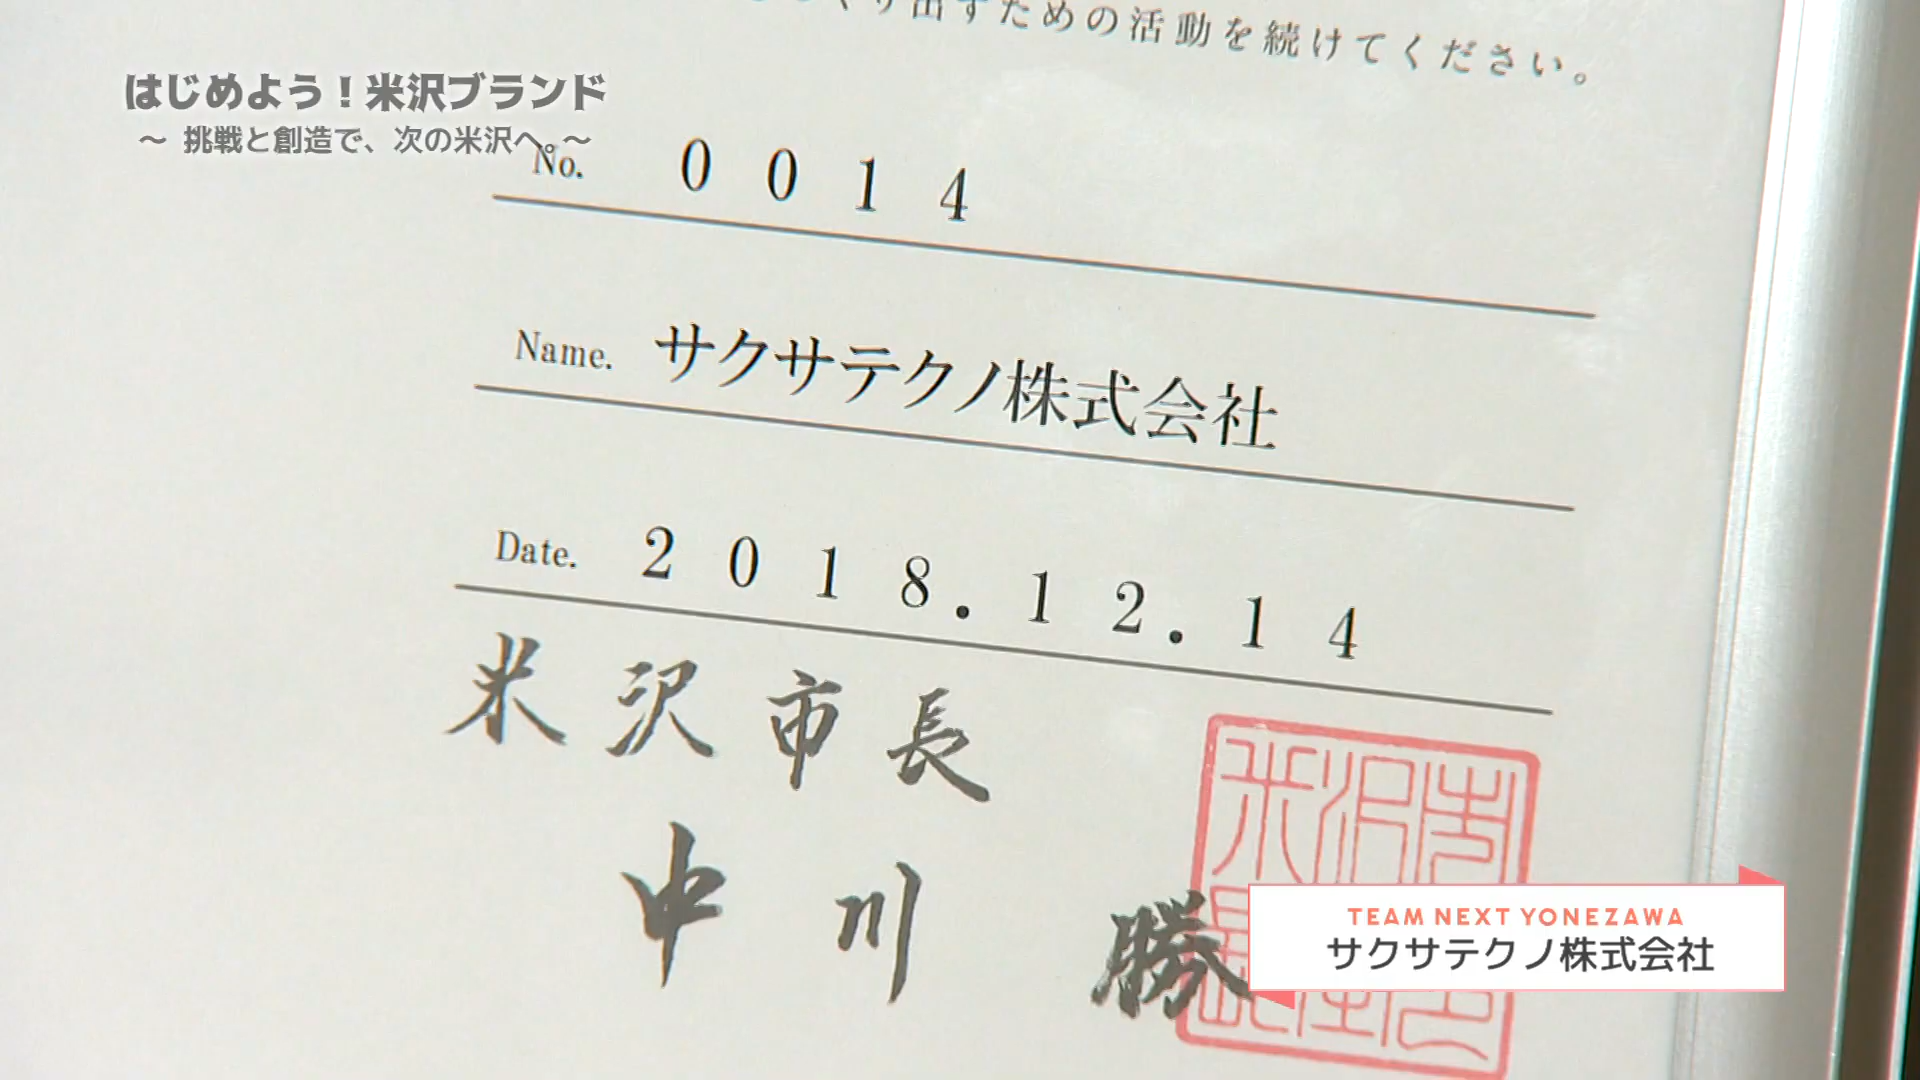 り出すための活動を続けてください。
はじめよう！米沢ブランド
～ 挑戦と創造で、次の米沢へ。～
No. 0014
Name. サクサテクノ株式会社
Date. 2018.12.14
米沢市長
中川 勝
TEAM NEXT YONEZAWA
サクサテクノ株式会社